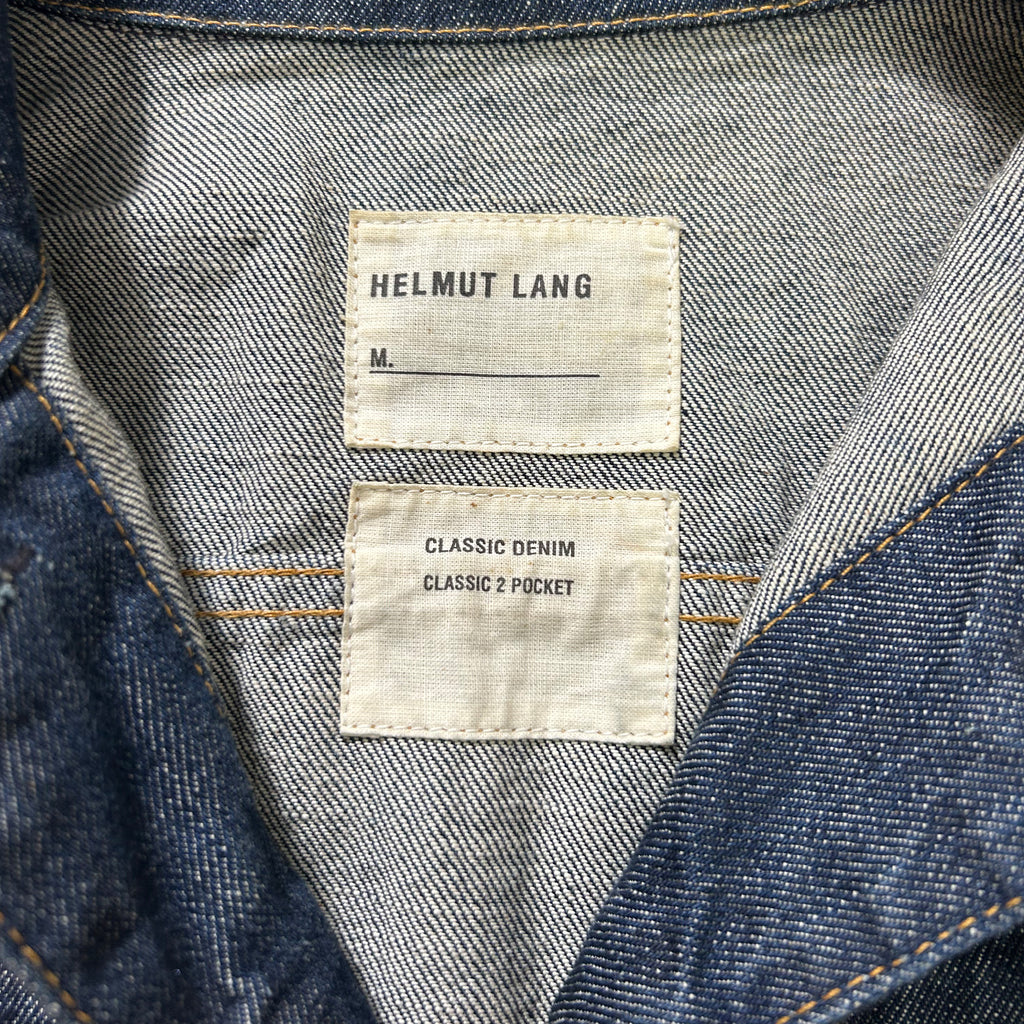 HELMUT LANG
M.
CLASSIC DENIM
CLASSIC 2 POCKET